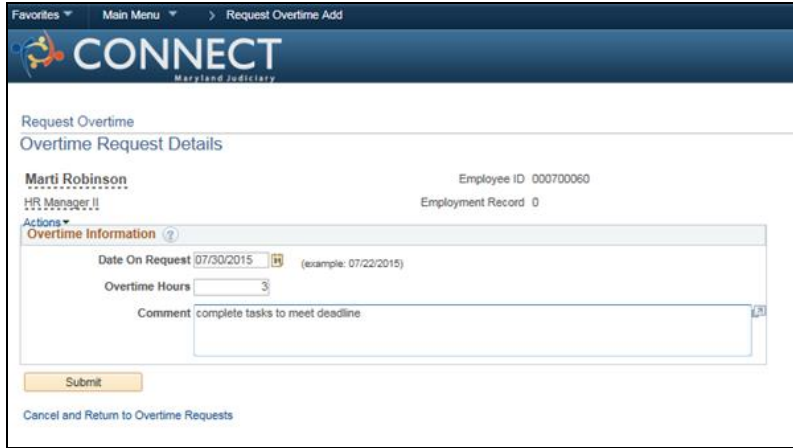 Favorites Main Menu > Request Overtime Add
CONNECT
Maryland Judiciary
Request Overtime
Overtime Request Details
Marti Robinson Employee ID 000700060
HR Manager II Employment Record 0
Actions
Overtime Information ?
Date On Request 07/30/2015 (example: 07/22/2015)
Overtime Hours 3
Comment complete tasks to meet deadline
Submit
Cancel and Return to Overtime Requests